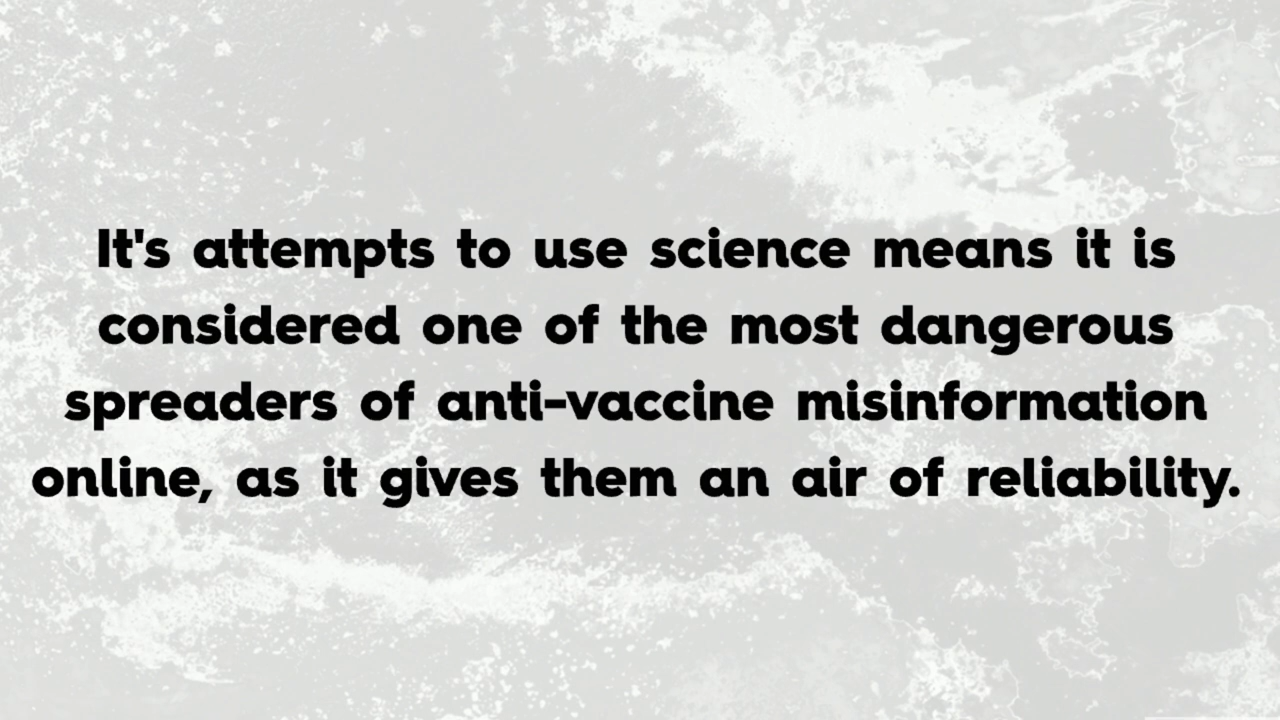 It's attempts to use science means it is
considered one of the most dangerous
spreaders of anti-vaccine misinformation
online, as it gives them an air of reliability.